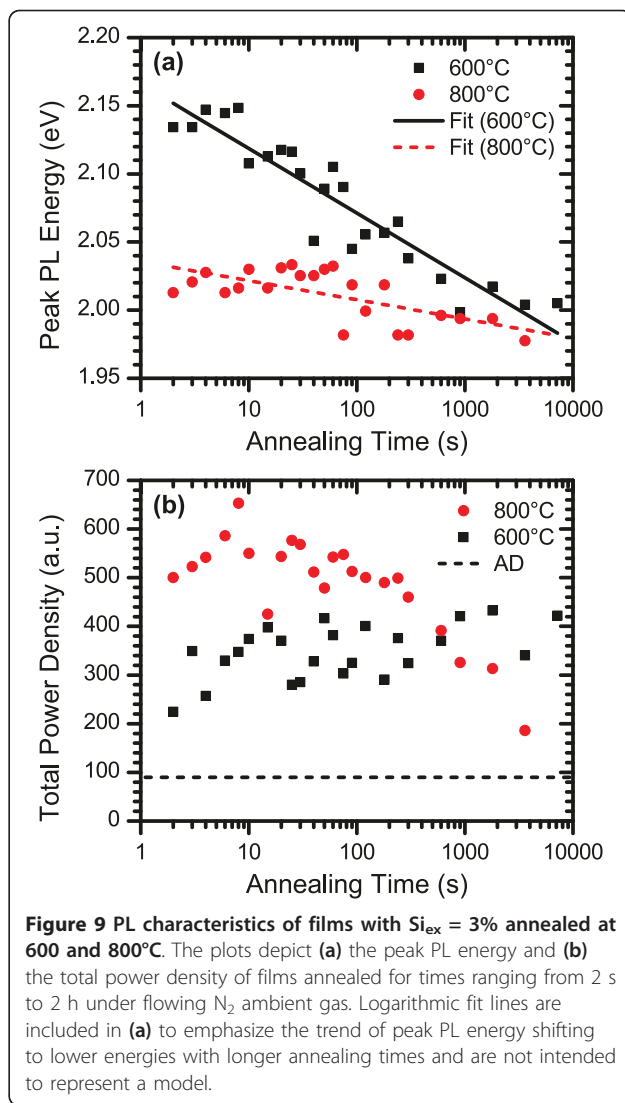 (a)
600°C
800°C
Fit (600°C)
Fit (800°C)
2.20
2.15
2.10
2.05
2.00
1.95
Peak PL Energy (eV)
1 10 100 1000 10000
Annealing Time (s)
(b)
800°C
600°C
AD
700
600
500
400
300
200
100
0
Total Power Density (a.u.)
1 10 100 1000 10000
Annealing Time (s)
Figure 9 PL characteristics of films with Siex = 3% annealed at
600 and 800°C. The plots depict (a) the peak PL energy and (b)
the total power density of films annealed for times ranging from 2 s
to 2 h under flowing N2 ambient gas. Logarithmic fit lines are
included in (a) to emphasize the trend of peak PL energy shifting
to lower energies with longer annealing times and are not intended
to represent a model.